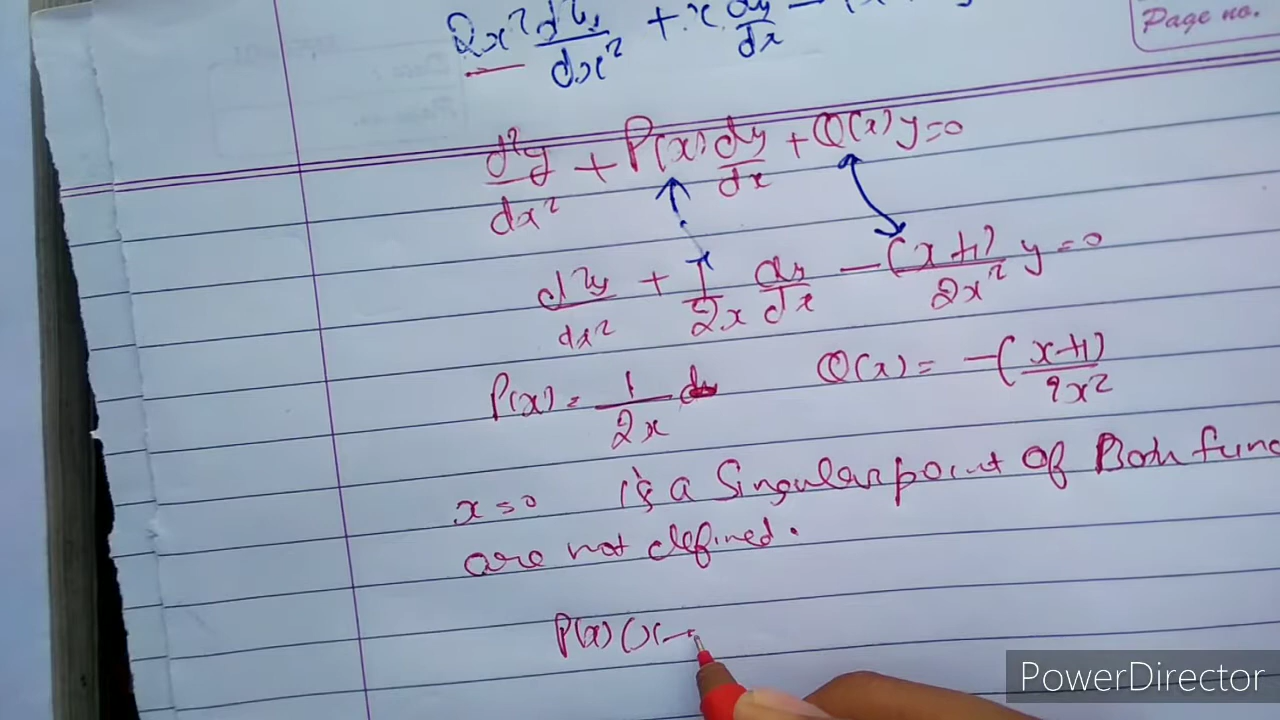 Page no.
2x² d²y/dx² + x dy/dx -
d²y/dx² + P(x) dy/dx + Q(x) y = 0
d²y/dx² + 1/2x dy/dx - (x+1)/2x² y = 0
P(x) = 1/2x Q(x) = -(x+1)/2x²
x = 0 is a Singular point of Both func
are not defined.
P(x) (x-
PowerDirector